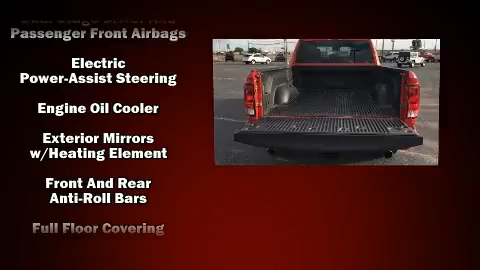 Passenger Front Airbags
Electric
Power-Assist Steering
Engine Oil Cooler
Exterior Mirrors
w/Heating Element
Front And Rear
Anti-Roll Bars
Full Floor Covering